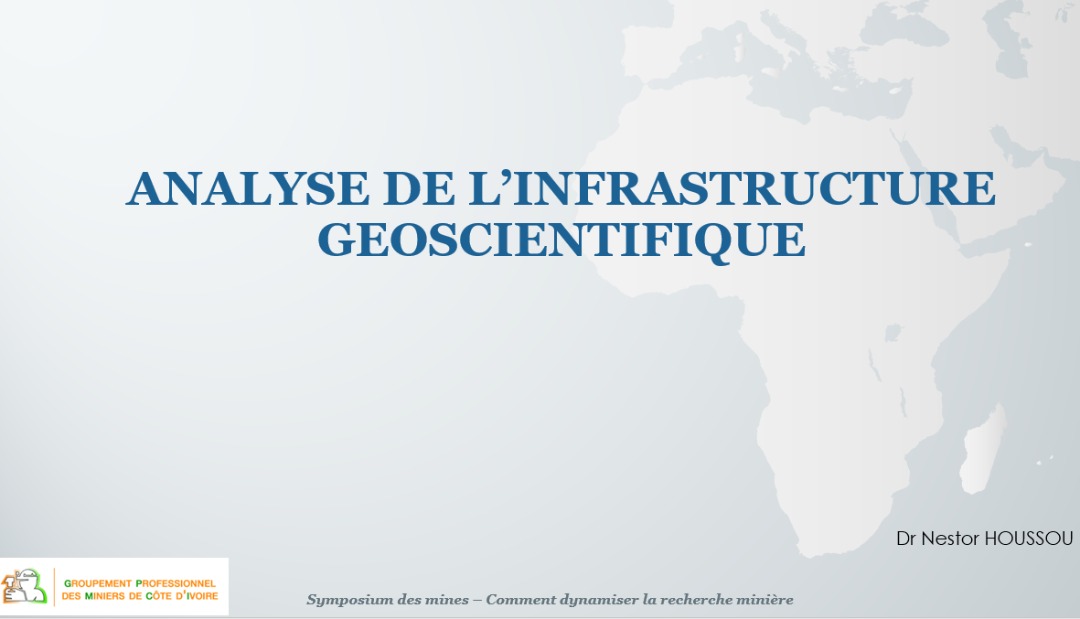 ANALYSE DE L’INFRASTRUCTURE
GEOSCIENTIFIQUE
Dr Nestor HOUSSOU
GROUPEMENT PROFESSIONNEL
DES MINIERS DE CÔTE D'IVOIRE
Symposium des mines – Comment dynamiser la recherche minière